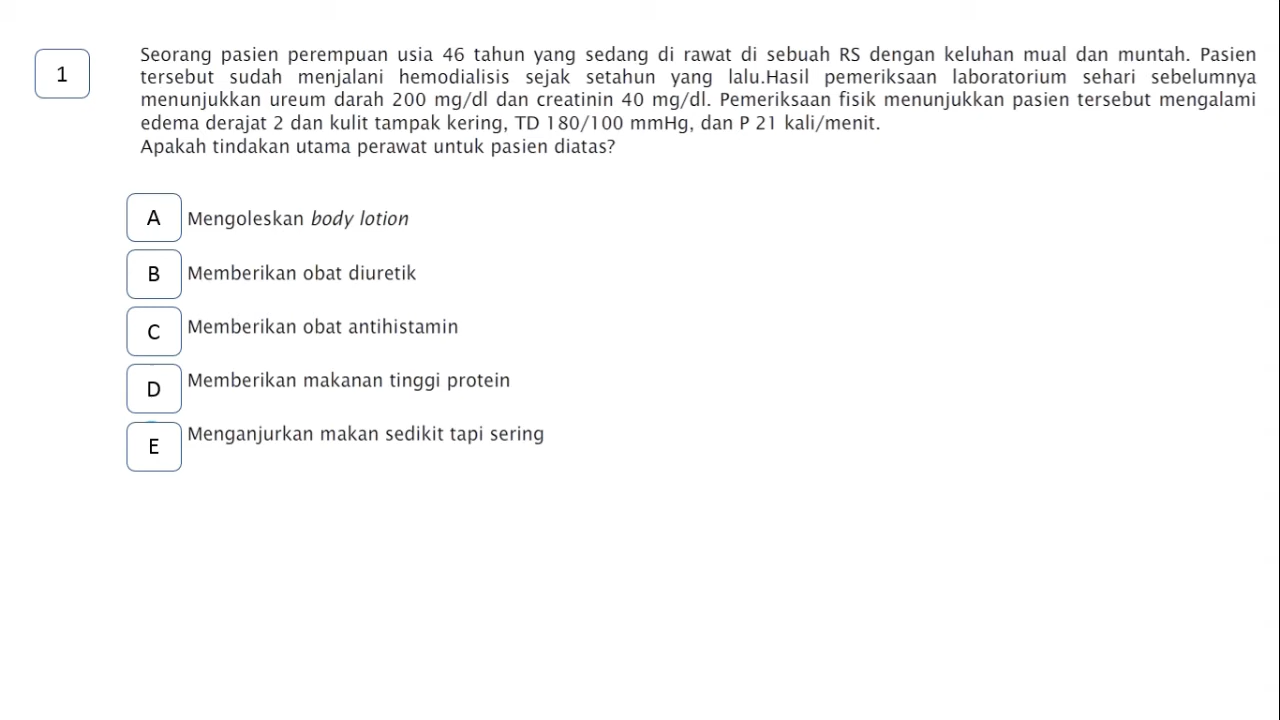 1
Seorang pasien perempuan usia 46 tahun yang sedang di rawat di sebuah RS dengan keluhan mual dan muntah. Pasien
tersebut sudah menjalani hemodialisis sejak setahun yang lalu.Hasil pemeriksaan laboratorium sehari sebelumnya
menunjukkan ureum darah 200 mg/dl dan creatinin 40 mg/dl. Pemeriksaan fisik menunjukkan pasien tersebut mengalami
edema derajat 2 dan kulit tampak kering, TD 180/100 mmHg, dan P 21 kali/menit.
Apakah tindakan utama perawat untuk pasien diatas?
A Mengoleskan body lotion
B Memberikan obat diuretik
C Memberikan obat antihistamin
D Memberikan makanan tinggi protein
E Menganjurkan makan sedikit tapi sering